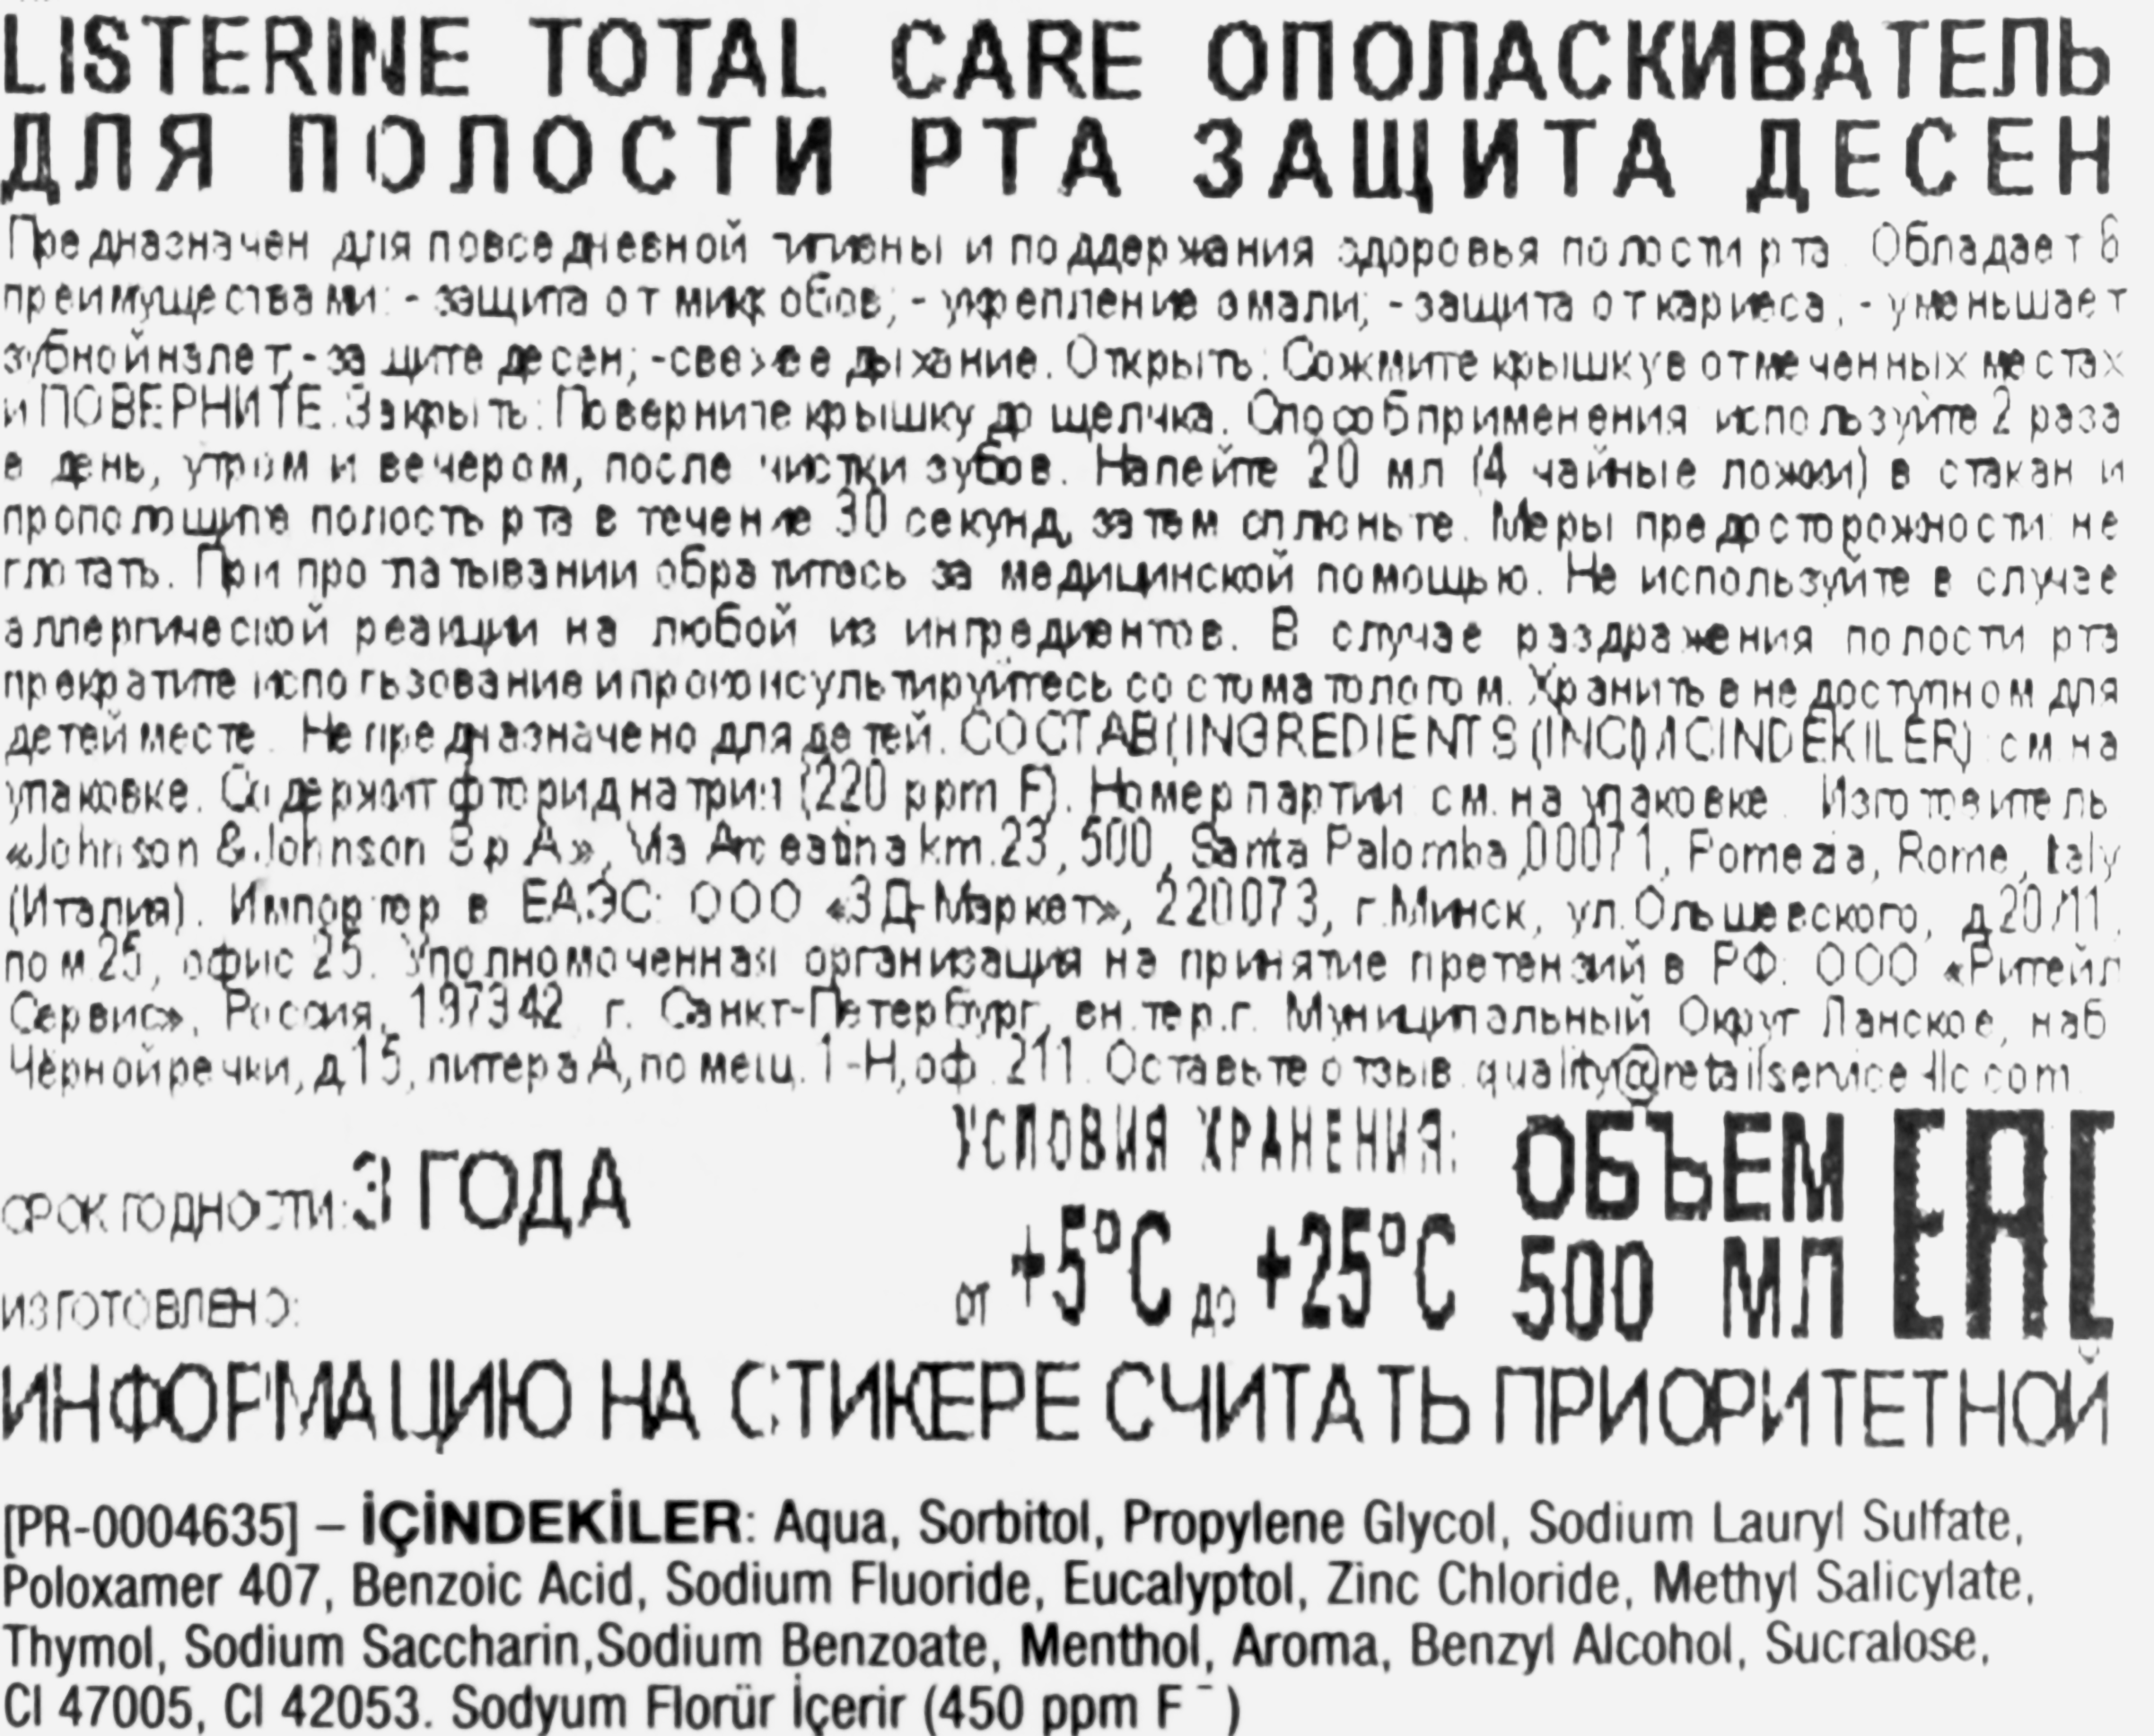 LISTERINE TOTAL CARE ОПОЛАСКИВАТЕЛЬ
ДЛЯ ПОЛОСТИ РТА ЗАЩИТА ДЕСЕН
Предназначен для повседневной гигиены и поддержания здоровья полости рта. Обладает 6
преимуществами: - защита от микробов; - укрепление эмали; - защита от кариеса; - уменьшает
зубной налет; - защите десен; - свежее дыхание. Открыть: Сожмите крышку в отмеченных местах
и ПОВЕРНИТЕ. Закрыть: Поверните крышку до щелчка. Способ применения: используйте 2 раза
в день, утром и вечером, после чистки зубов. Налейте 20 мл (4 чайные ложки) в стакан и
прополощите полость рта в течение 30 секунд, затем сплюньте. Меры предосторожности: не
глотать. При проглатывании обратитесь за медицинской помощью. Не используйте в случае
аллергической реакции на любой из ингредиентов. В случае раздражения полости рта
прекратите использование и проконсультируйтесь со стоматологом. Хранить в недоступном для
детей месте. Не предназначено для детей. СОСТАВ(INGREDIENTS (INCI)/ICINDEKILER): см. на
упаковке. Содержит фторид натрия (220 ppm F). Номер партии: см. на упаковке. Изготовитель
«Johnson & Johnson S.p.A», Via Ardeatina km.23, 500, Santa Palomba,00071, Pomezia, Rome, Italy
(Италия). Импортер в ЕАЭС: ООО «ЗД-Маркет», 220073, г.Минск, ул.Ольшевского, д.20/11,
пом.25, офис 25. Уполномоченная организация на принятие претензий в РФ: ООО «Ритейл
Сервис», Россия, 197342, г. Санкт-Петербург, вн.тер.г. Муниципальный Округ Ланское, наб
Чёрной речки, д.15, литера А, помещ. 1-Н, оф. 211. Оставьте отзыв: quality@retailservice-llc.com
СРОК ГОДНОСТИ: 3 ГОДА
ИЗГОТОВЛЕНО:
УСЛОВИЯ ХРАНЕНИЯ:
от +5°C до +25°C
ОБЪЕМ
500 МЛ
ЕАС
ИНФОРМАЦИЮ НА СТИКЕРЕ СЧИТАТЬ ПРИОРИТЕТНОЙ
[PR-0004635] – İÇİNDEKİLER: Aqua, Sorbitol, Propylene Glycol, Sodium Lauryl Sulfate,
Poloxamer 407, Benzoic Acid, Sodium Fluoride, Eucalyptol, Zinc Chloride, Methyl Salicylate,
Thymol, Sodium Saccharin,Sodium Benzoate, Menthol, Aroma, Benzyl Alcohol, Sucralose,
CI 47005, CI 42053. Sodyum Florür İçerir (450 ppm F⁻)